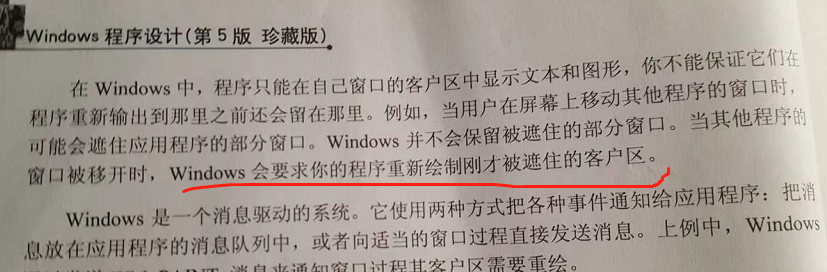 Windows 程序设计(第 5 版 珍藏版)
在 Windows 中，程序只能在自己窗口的客户区中显示文本和图形，你不能保证它们在
程序重新输出到那里之前还会留在那里。例如，当用户在屏幕上移动其他程序的窗口时，
可能会遮住应用程序的部分窗口。Windows 并不会保留被遮住的部分窗口。当其他程序的
窗口被移开时，Windows 会要求你的程序重新绘制刚才被遮住的客户区。
Windows 是一个消息驱动的系统。它使用两种方式把各种事件通知给应用程序：把消
息放在应用程序的消息队列中，或者向适当的窗口过程直接发送消息。上例中，Windows
消息来通知窗口过程其客户区需要重绘。